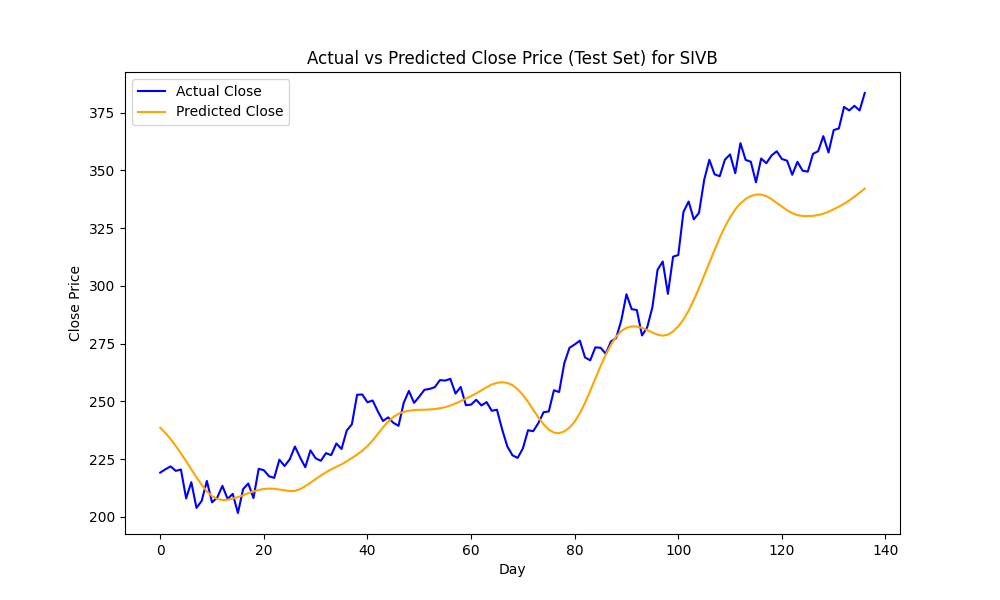 Actual vs Predicted Close Price (Test Set) for SIVB
Actual Close
Predicted Close
375
350
325
300
275
250
225
200
Close Price
0 20 40 60 80 100 120 140
Day